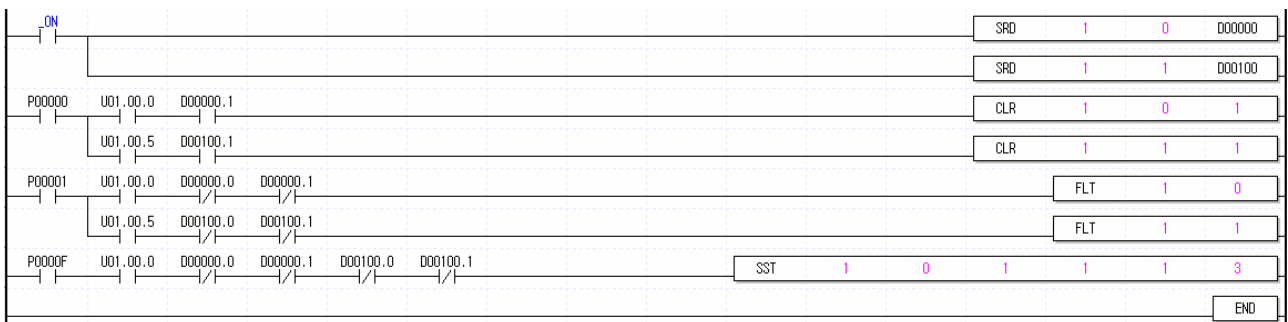 _ON
SRD 1 0 D00000
SRD 1 1 D00100
P00000 U01.00.0 D00000.1 CLR 1 0 1
U01.00.5 D00100.1 CLR 1 1 1
P00001 U01.00.0 D00000.0 D00000.1 FLT 1 0
U01.00.5 D00100.0 D00100.1 FLT 1 1
P0000F U01.00.0 D00000.0 D00000.1 D00100.0 D00100.1 SST 1 0 1 1 1 3
END